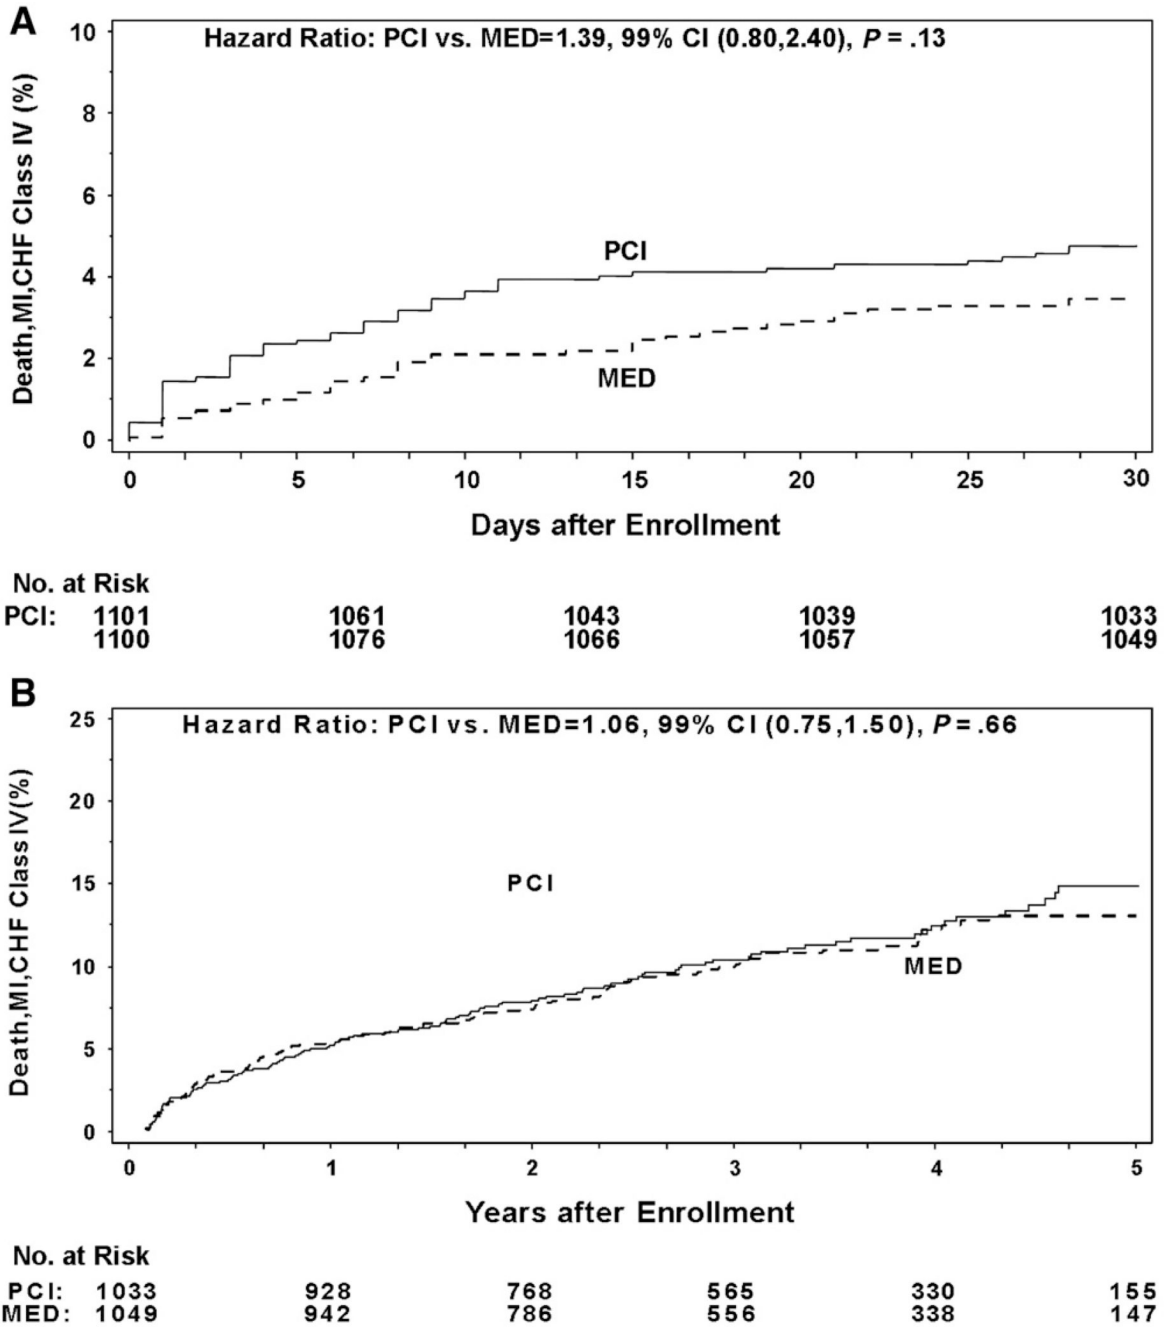 A
Hazard Ratio: PCI vs. MED=1.39, 99% CI (0.80,2.40), P = .13
Death,MI,CHF Class IV (%)
10
8
6
4
2
0
PCI
MED
0 5 10 15 20 25 30
Days after Enrollment
No. at Risk
PCI: 1101 1061 1043 1039 1033
1100 1076 1066 1057 1049
B
Hazard Ratio: PCI vs. MED=1.06, 99% CI (0.75,1.50), P = .66
Death,MI,CHF Class IV(%)
25
20
15
10
5
0
PCI
MED
0 1 2 3 4 5
Years after Enrollment
No. at Risk
PCI: 1033 928 768 565 330 155
MED: 1049 942 786 556 338 147